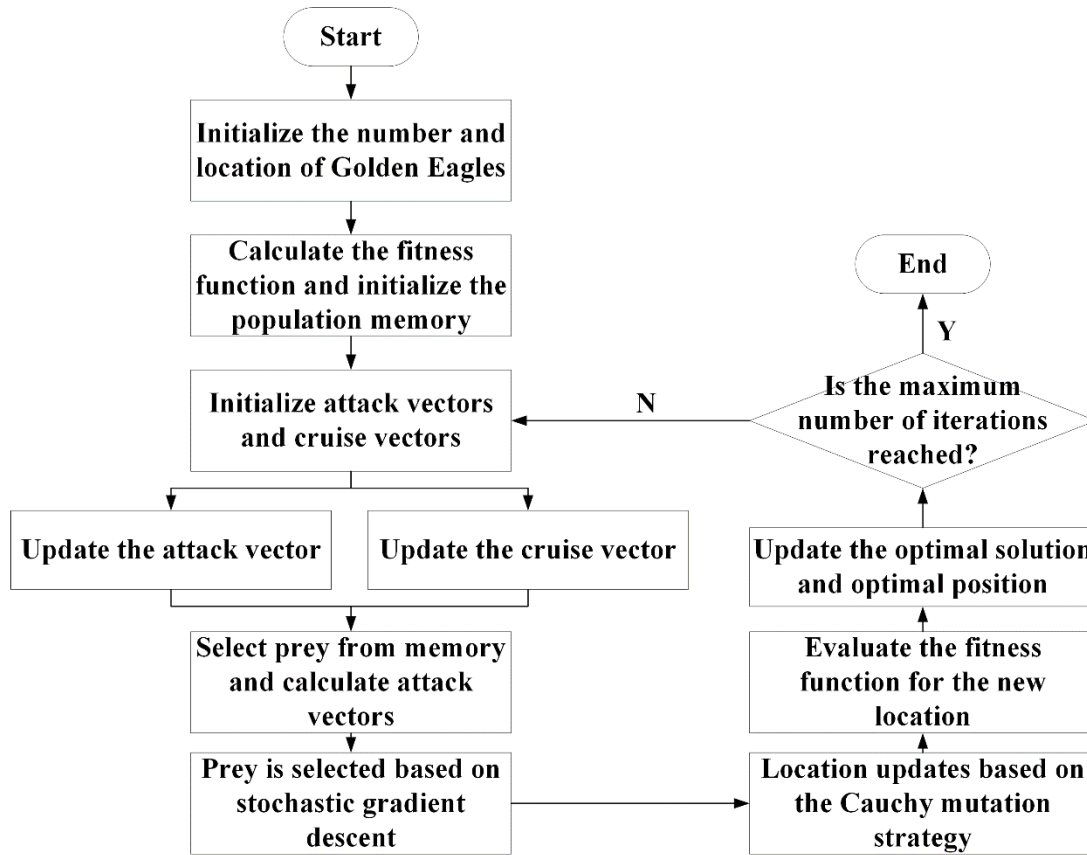 Start
Initialize the number and
location of Golden Eagles
Calculate the fitness
function and initialize the
population memory
Initialize attack vectors
and cruise vectors
Update the attack vector
Update the cruise vector
Select prey from memory
and calculate attack
vectors
Prey is selected based on
stochastic gradient
descent
Location updates based on
the Cauchy mutation
strategy
Evaluate the fitness
function for the new
location
Update the optimal solution
and optimal position
Is the maximum
number of iterations
reached?
N
Y
End